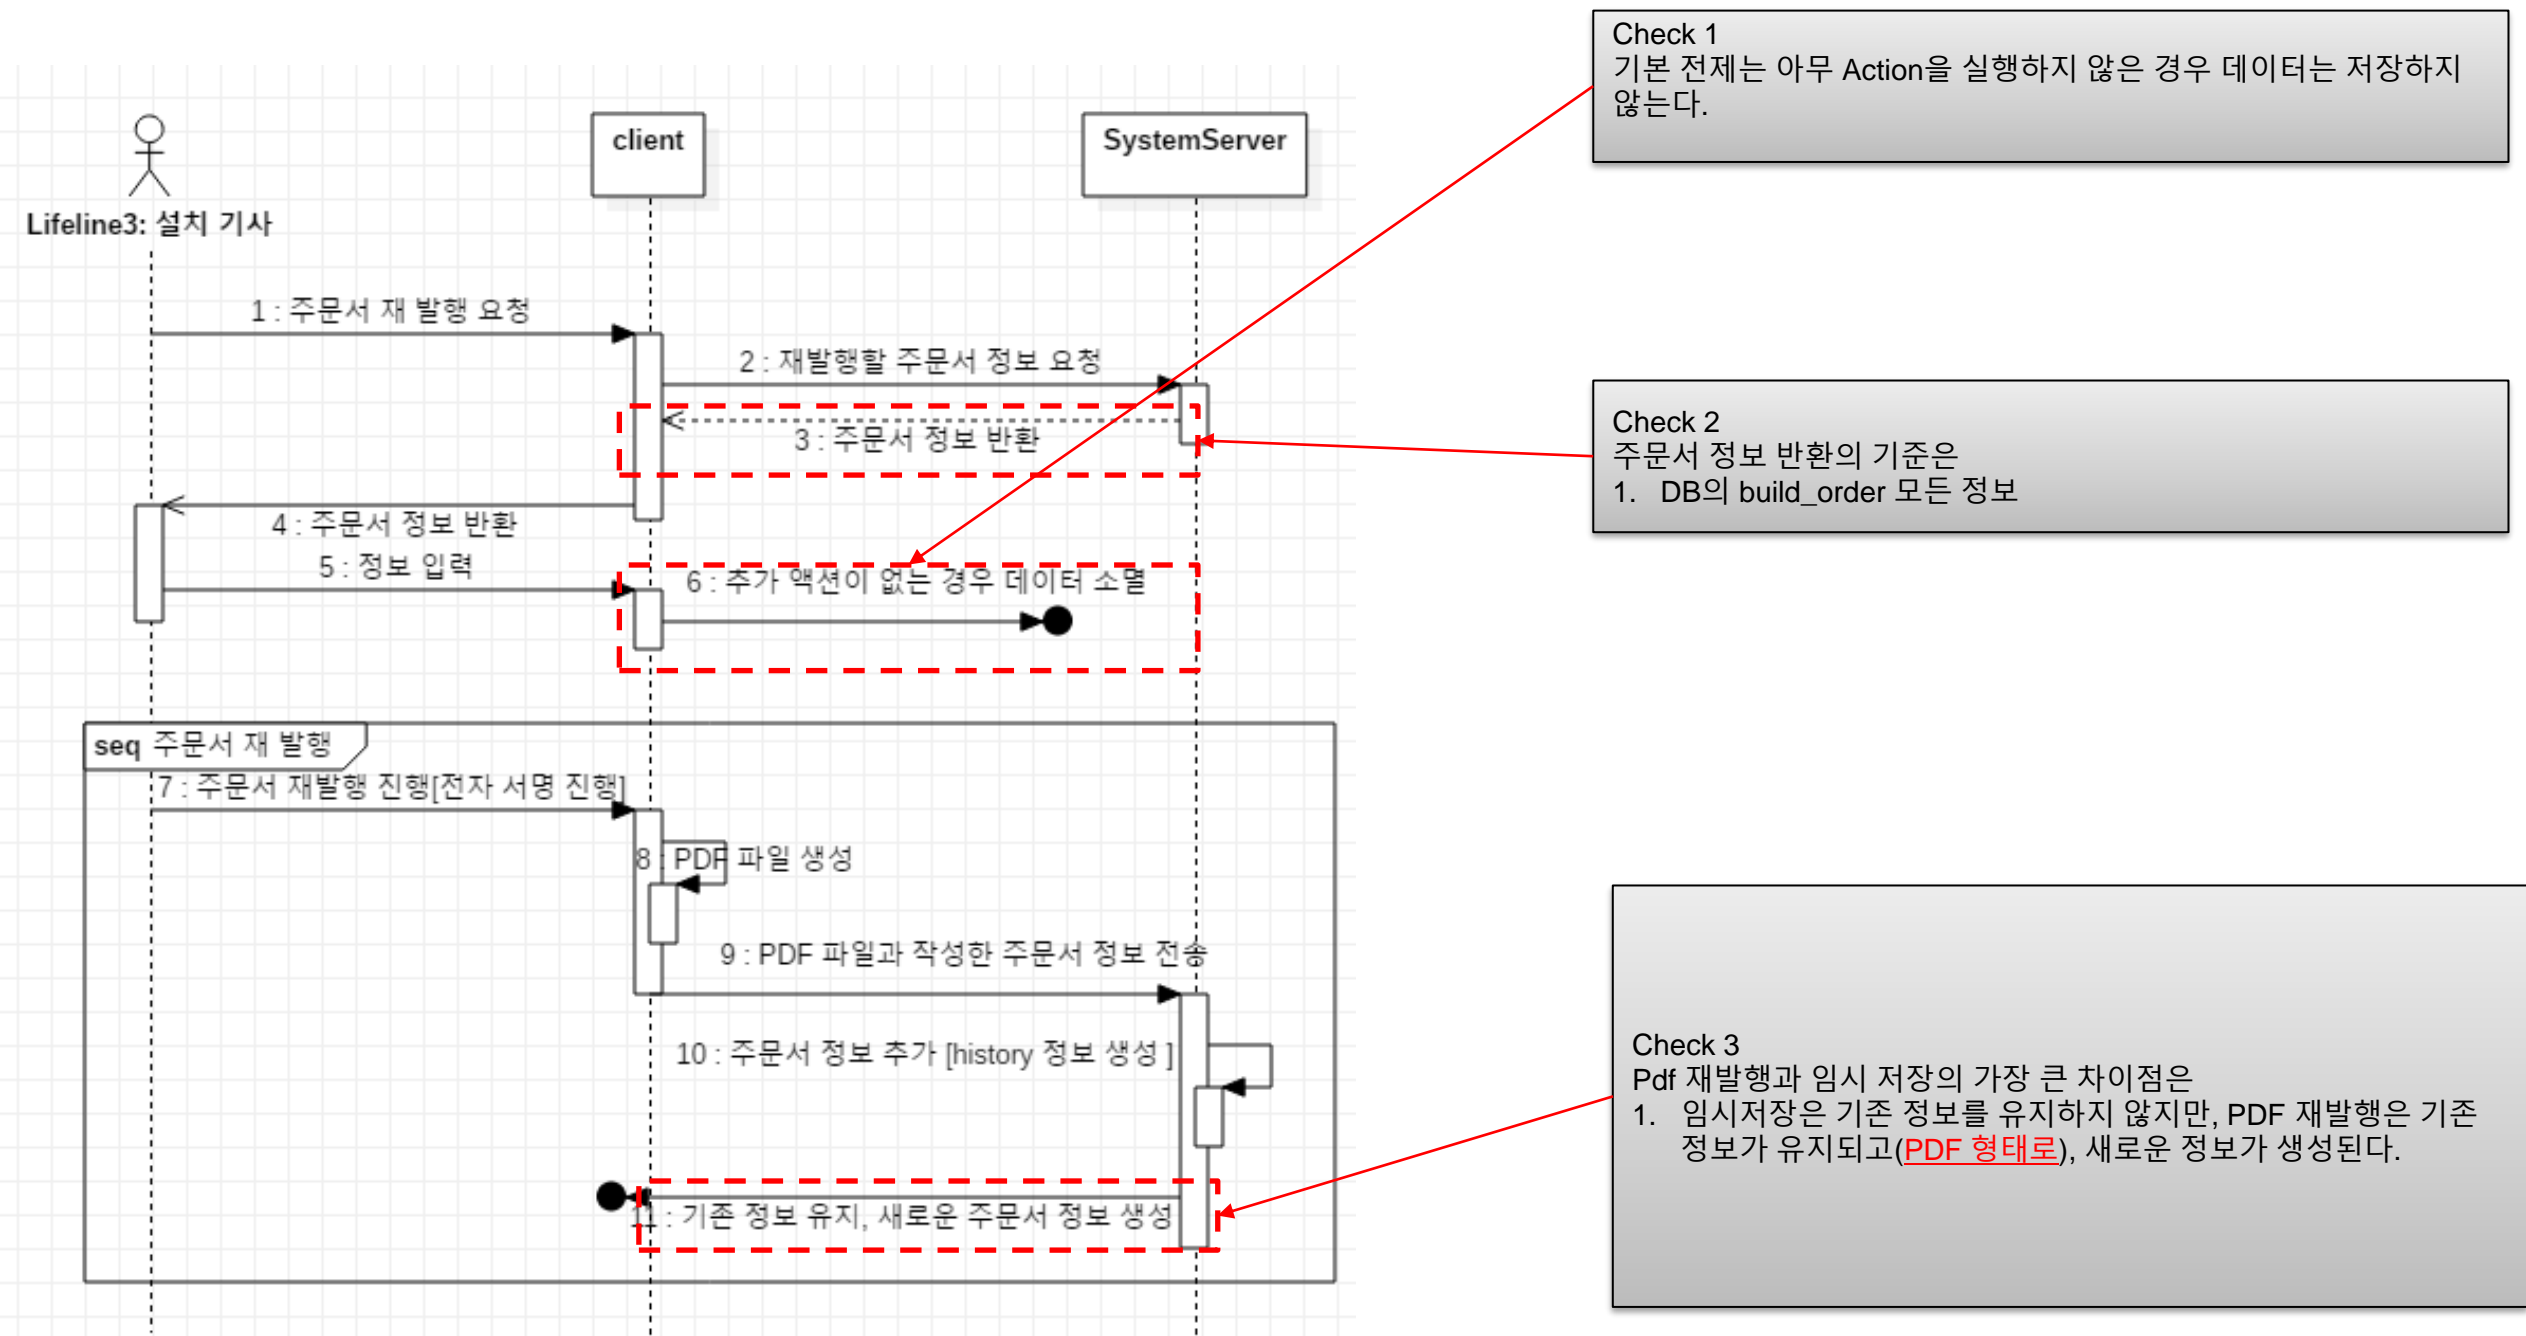 Check 1
기본 전제는 아무 Action을 실행하지 않은 경우 데이터는 저장하지
않는다.
client
SystemServer
Lifeline3: 설치 기사
1 : 주문서 재 발행 요청
2 : 재발행할 주문서 정보 요청
3 : 주문서 정보 반환
Check 2
주문서 정보 반환의 기준은
1. DB의 build_order 모든 정보
4 : 주문서 정보 반환
5 : 정보 입력
6 : 추가 액션이 없는 경우 데이터 소멸
seq 주문서 재 발행
7 : 주문서 재발행 진행[전자 서명 진행]
8 : PDF 파일 생성
9 : PDF 파일과 작성한 주문서 정보 전송
10 : 주문서 정보 추가 [history 정보 생성 ]
11 : 기존 정보 유지, 새로운 주문서 정보 생성
Check 3
Pdf 재발행과 임시 저장의 가장 큰 차이점은
1. 임시저장은 기존 정보를 유지하지 않지만, PDF 재발행은 기존
정보가 유지되고(PDF 형태로), 새로운 정보가 생성된다.